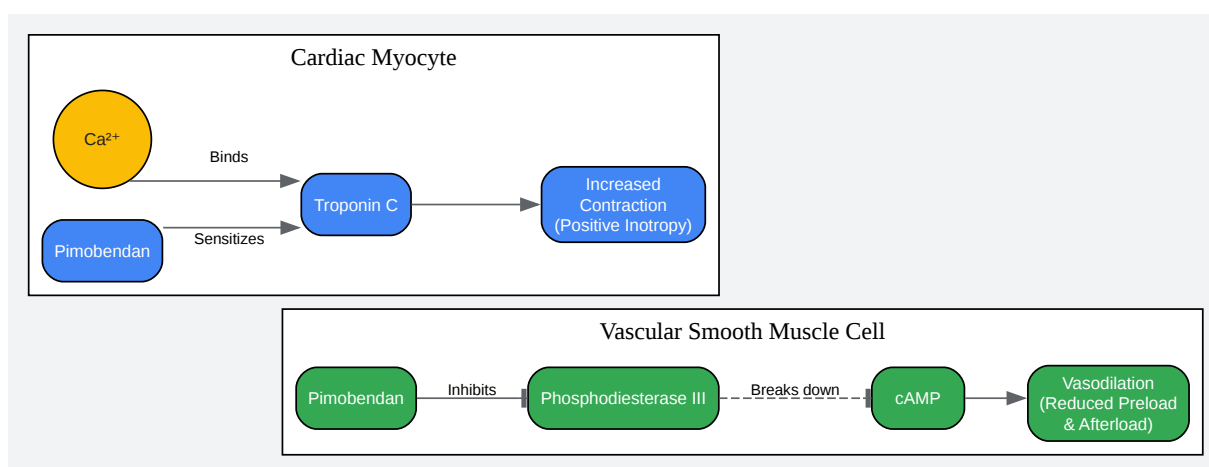 Cardiac Myocyte
Ca²⁺
Binds
Troponin C
Increased
Contraction
(Positive Inotropy)
Pimobendan
Sensitizes
Vascular Smooth Muscle Cell
Pimobendan
Inhibits
Phosphodiesterase III
Breaks down
cAMP
Vasodilation
(Reduced Preload
& Afterload)